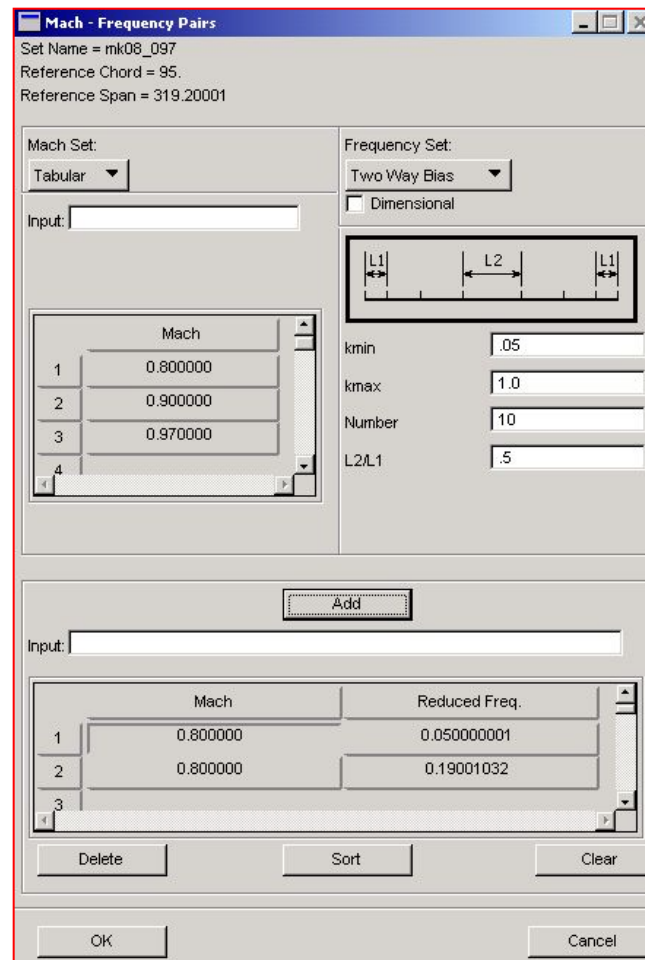 Mach - Frequency Pairs
Set Name = mk08_097
Reference Chord = 95.
Reference Span = 319.20001
Mach Set:
Tabular
Input:
Mach
1 0.800000
2 0.900000
3 0.970000
4
Frequency Set:
Two Way Bias
Dimensional
L1 L2 L1
kmin .05
kmax 1.0
Number 10
L2/L1 .5
Add
Input:
Mach Reduced Freq.
1 0.800000 0.050000001
2 0.800000 0.19001032
3
Delete Sort Clear
OK Cancel